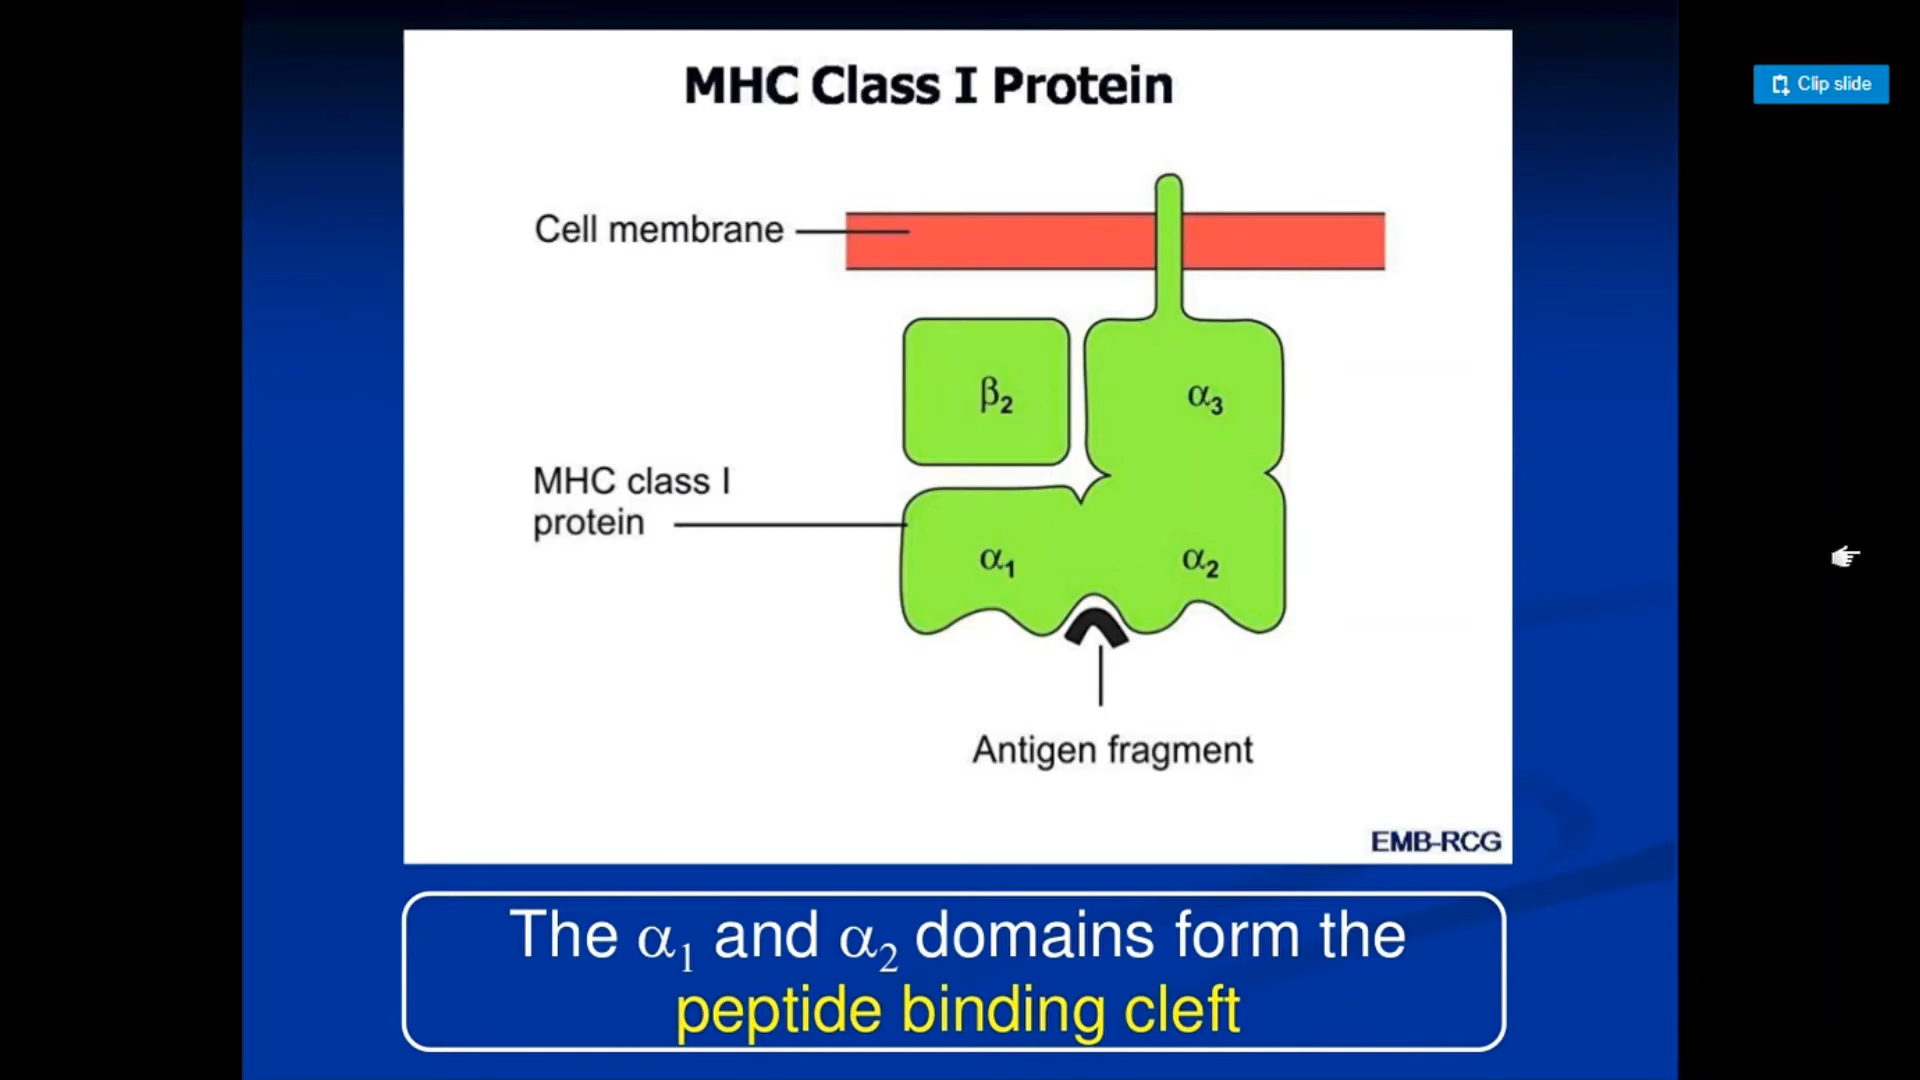 Clip slide
MHC Class I Protein
Cell membrane
β₂
α₃
MHC class I
protein
α₁
α₂
Antigen fragment
EMB-RCG
The α₁ and α₂ domains form the
peptide binding cleft